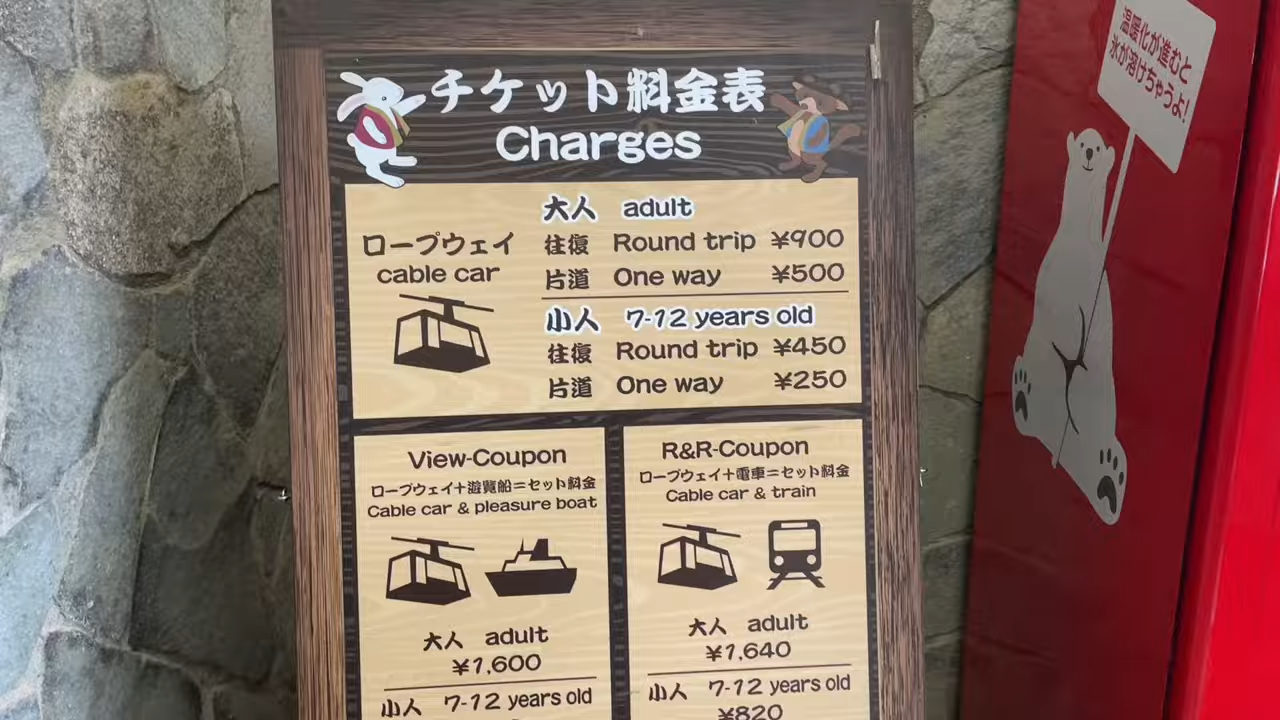 チケット料金表
Charges
ロープウェイ
cable car
大人 adult
往復 Round trip ¥900
片道 One way ¥500
小人 7-12 years old
往復 Round trip ¥450
片道 One way ¥250
View-Coupon
ロープウェイ+遊覧船=セット料金
Cable car & pleasure boat
大人 adult
¥1,600
小人 7-12 years old
R&R-Coupon
ロープウェイ+電車=セット料金
Cable car & train
大人 adult
¥1,640
小人 7-12 years old
¥820
温暖化が進むと
氷が溶けちゃうよ!